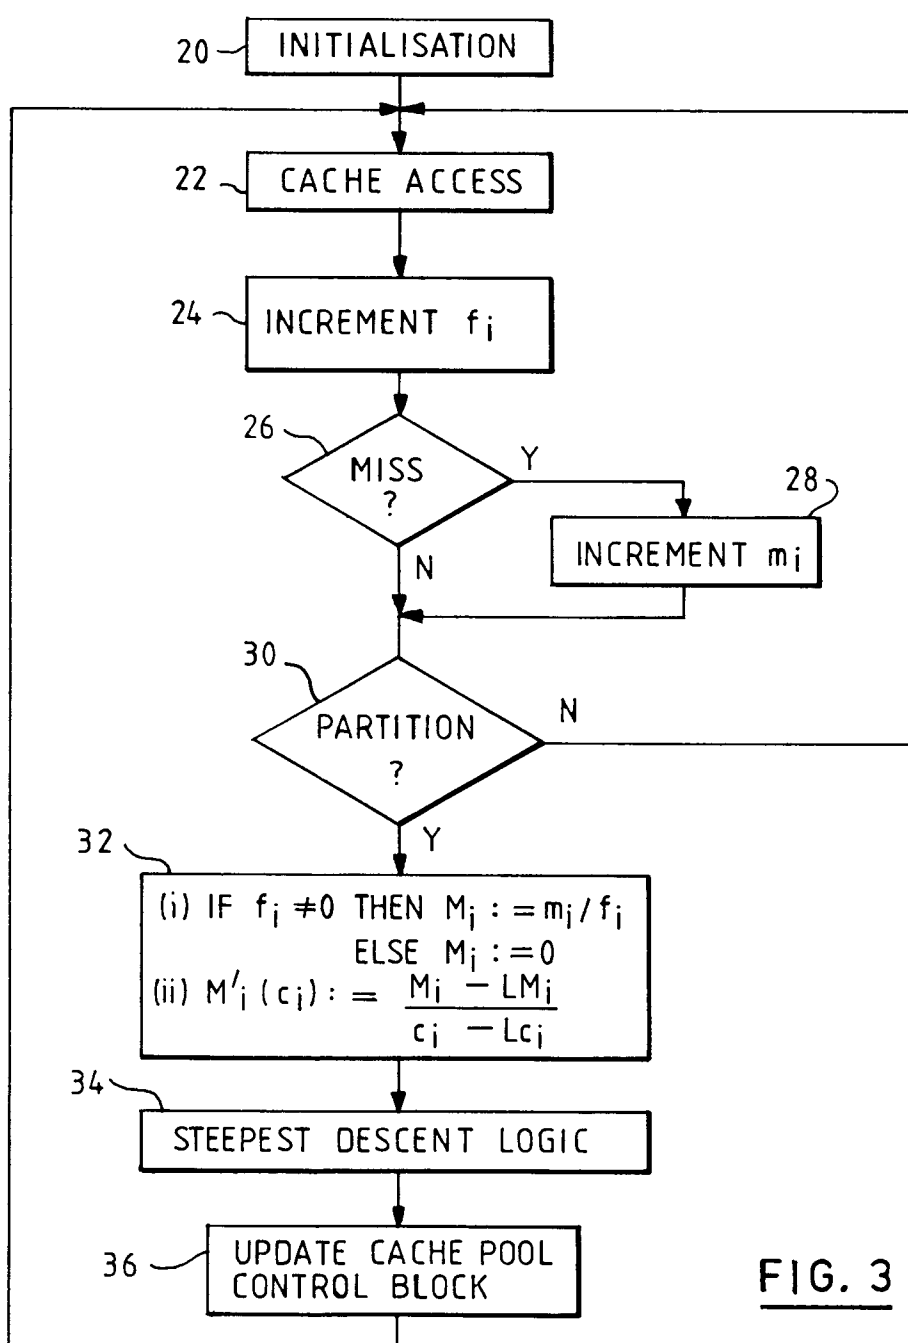 20 INITIALISATION
22 CACHE ACCESS
24 INCREMENT fi
26 MISS ? Y
28
INCREMENT mi
N
30 PARTITION ? N
Y
32
(i) IF fi ≠0 THEN Mi := mi/fi
ELSE Mi :=0
(ii) M'i (ci) := Mi - LMi
ci - Lci
34
STEEPEST DESCENT LOGIC
36 UPDATE CACHE POOL
CONTROL BLOCK
FIG. 3